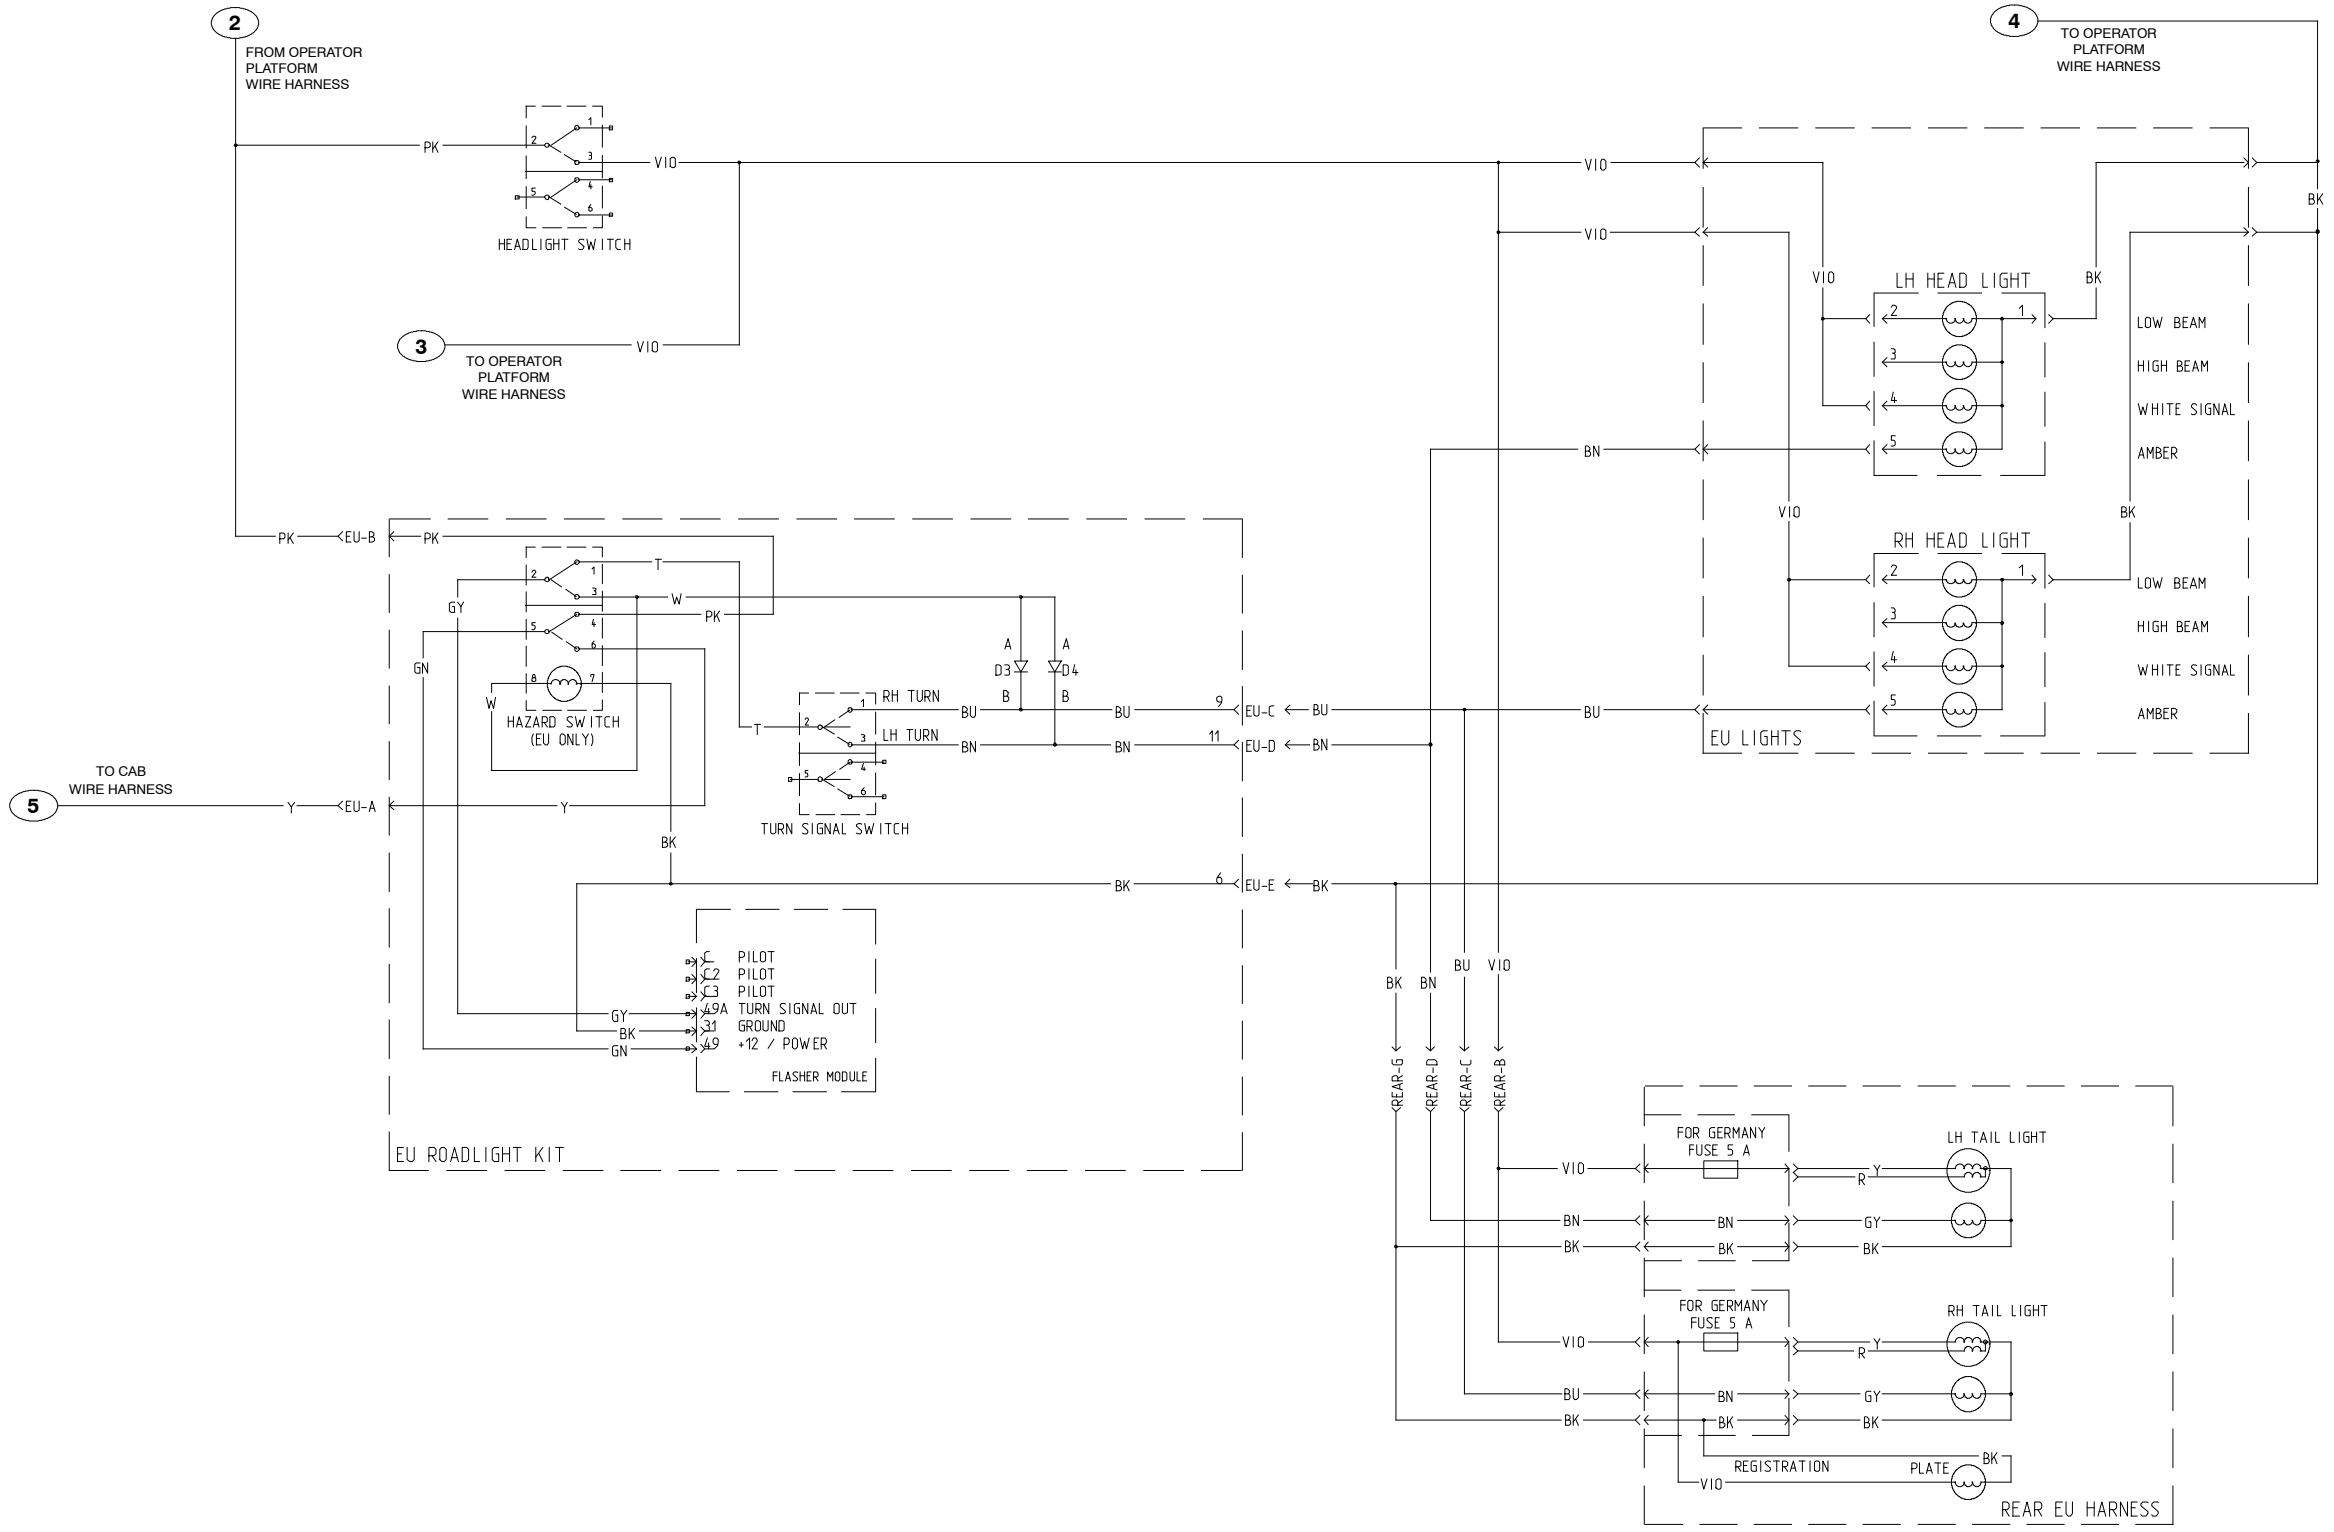 2
FROM OPERATOR
PLATFORM
WIRE HARNESS
4
TO OPERATOR
PLATFORM
WIRE HARNESS
PK
2
1
3
5
4
6
HEADLIGHT SWITCH
VIO
VIO
VIO
BK
3
TO OPERATOR
PLATFORM
WIRE HARNESS
VIO
VIO
BK
LH HEAD LIGHT
2
1
LOW BEAM
3
HIGH BEAM
4
WHITE SIGNAL
5
AMBER
BN
VIO
BK
RH HEAD LIGHT
2
1
LOW BEAM
3
HIGH BEAM
4
WHITE SIGNAL
5
AMBER
BU
EU LIGHTS
PK
EU-B
PK
2
1
3
T
W
PK
GY
5
4
6
GN
8
7
W
HAZARD SWITCH
(EU ONLY)
A
A
D3
D4
B
B
T
2
1
3
RH TURN
LH TURN
5
4
6
TURN SIGNAL SWITCH
BU
BU
9
EU-C
BU
BN
BN
11
EU-D
BN
TO CAB
WIRE HARNESS
5
Y
EU-A
Y
BK
BK
6
EU-E
BK
C PILOT
C2 PILOT
C3 PILOT
GY
49A TURN SIGNAL OUT
BK
31 GROUND
GN
49 +12 / POWER
FLASHER MODULE
EU ROADLIGHT KIT
BK
BN
BU
VIO
REAR-G
REAR-D
REAR-C
REAR-B
FOR GERMANY
FUSE 5 A
LH TAIL LIGHT
VIO
Y
R
BN
BN
GY
BK
BK
BK
FOR GERMANY
FUSE 5 A
RH TAIL LIGHT
VIO
Y
R
BU
BN
GY
BK
BK
BK
BK
REGISTRATION PLATE
VIO
REAR EU HARNESS